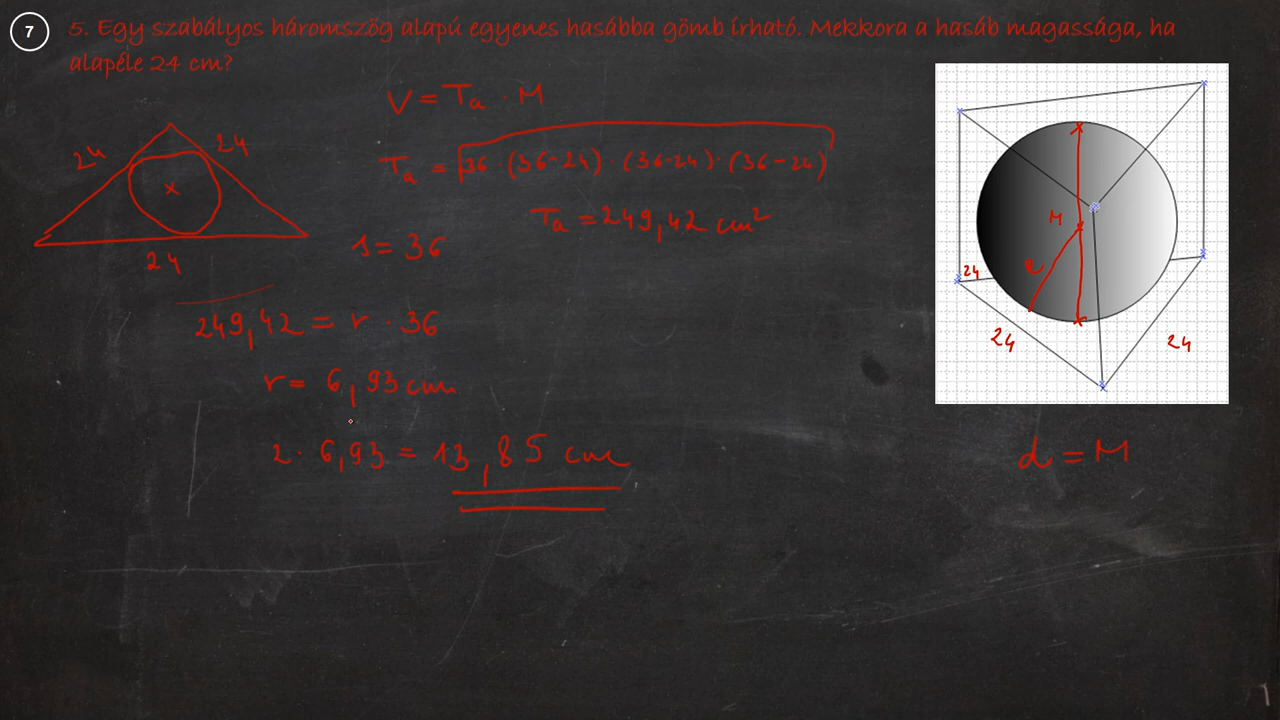 7
5. Egy szabályos háromszög alapú egyenes hasábba gömb írható. Mekkora a hasáb magassága, ha
alapéle 24 cm?
V = Ta · M
24
24
24
Ta = √36 · (36-24) · (36-24) · (36-24)
Ta = 249,42 cm²
s = 36
249,42 = r · 36
r = 6,93 cm
2 · 6,93 = 13,85 cm
M
R
24
24
24
d = M